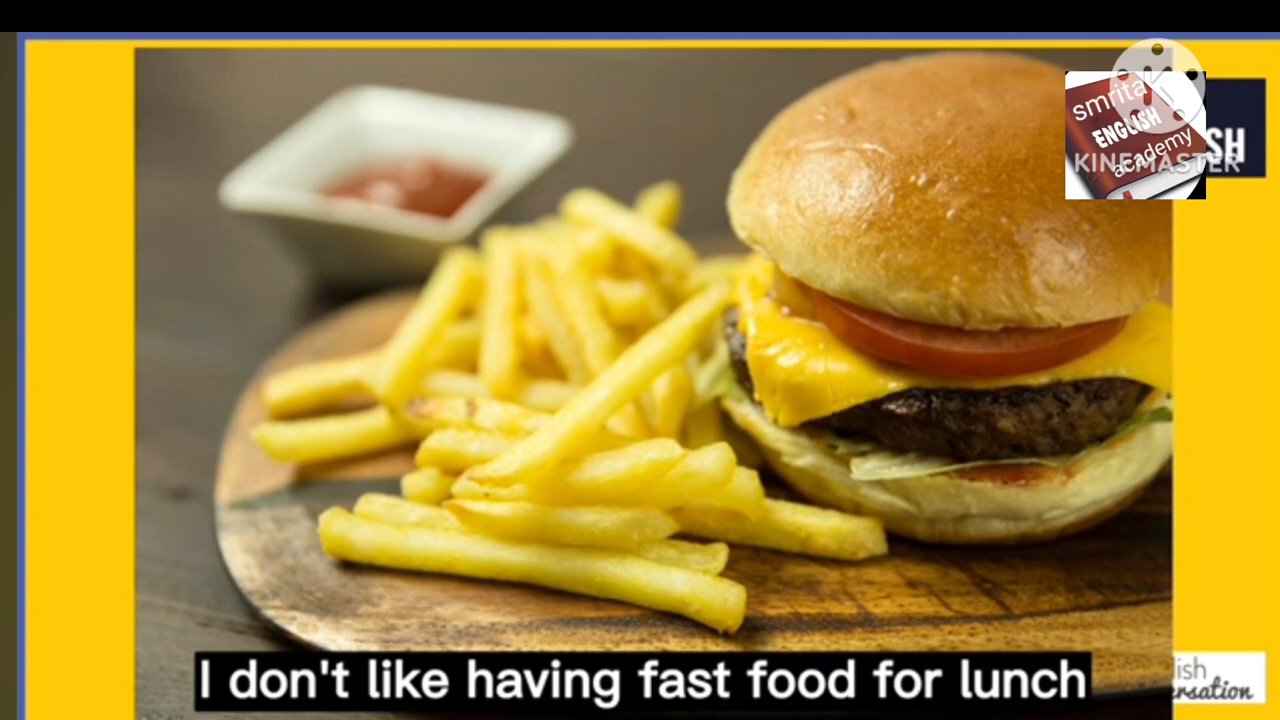 smrita
ENGLISH
academy
KINEMASTER
SH
I don't like having fast food for lunch
lish
ersation